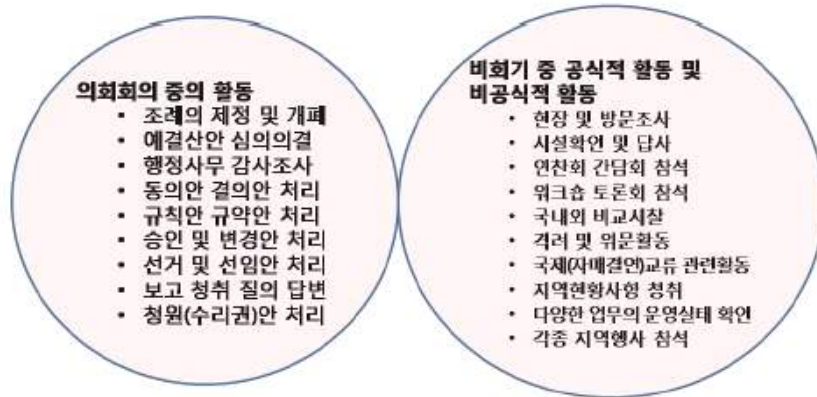 의회회의 중의 활동
▪ 조례의 제정 및 개폐
▪ 예결산안 심의의결
▪ 행정사무 감사조사
▪ 동의안 결의안 처리
▪ 규칙안 규약안 처리
▪ 승인 및 변경안 처리
▪ 선거 및 선임안 처리
▪ 보고 청취 질의 답변
▪ 청원(수리권)안 처리
비회기 중 공식적 활동 및
비공식적 활동
• 현장 및 방문조사
• 시설확인 및 답사
• 연찬회 간담회 참석
• 워크숍 토론회 참석
• 국내외 비교시찰
• 격려 및 위문활동
• 국제(자매결연)교류 관련활동
• 지역현황사항 청취
• 다양한 업무의 운영실태 확인
• 각종 지역행사 참석